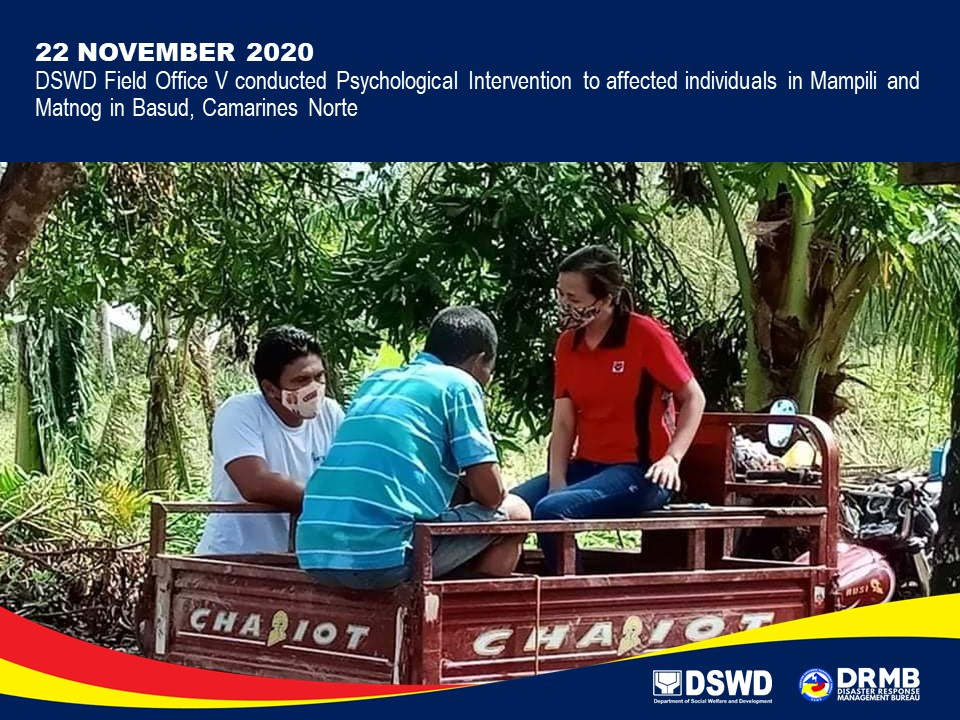 22 NOVEMBER 2020
DSWD Field Office V conducted Psychological Intervention to affected individuals in Mampili and
Matnog in Basud, Camarines Norte
CHARIOT
CHARIOT
RUSI
DSWD
Department of Social Welfare and Development
DRMB
DISASTER RESPONSE
MANAGEMENT BUREAU